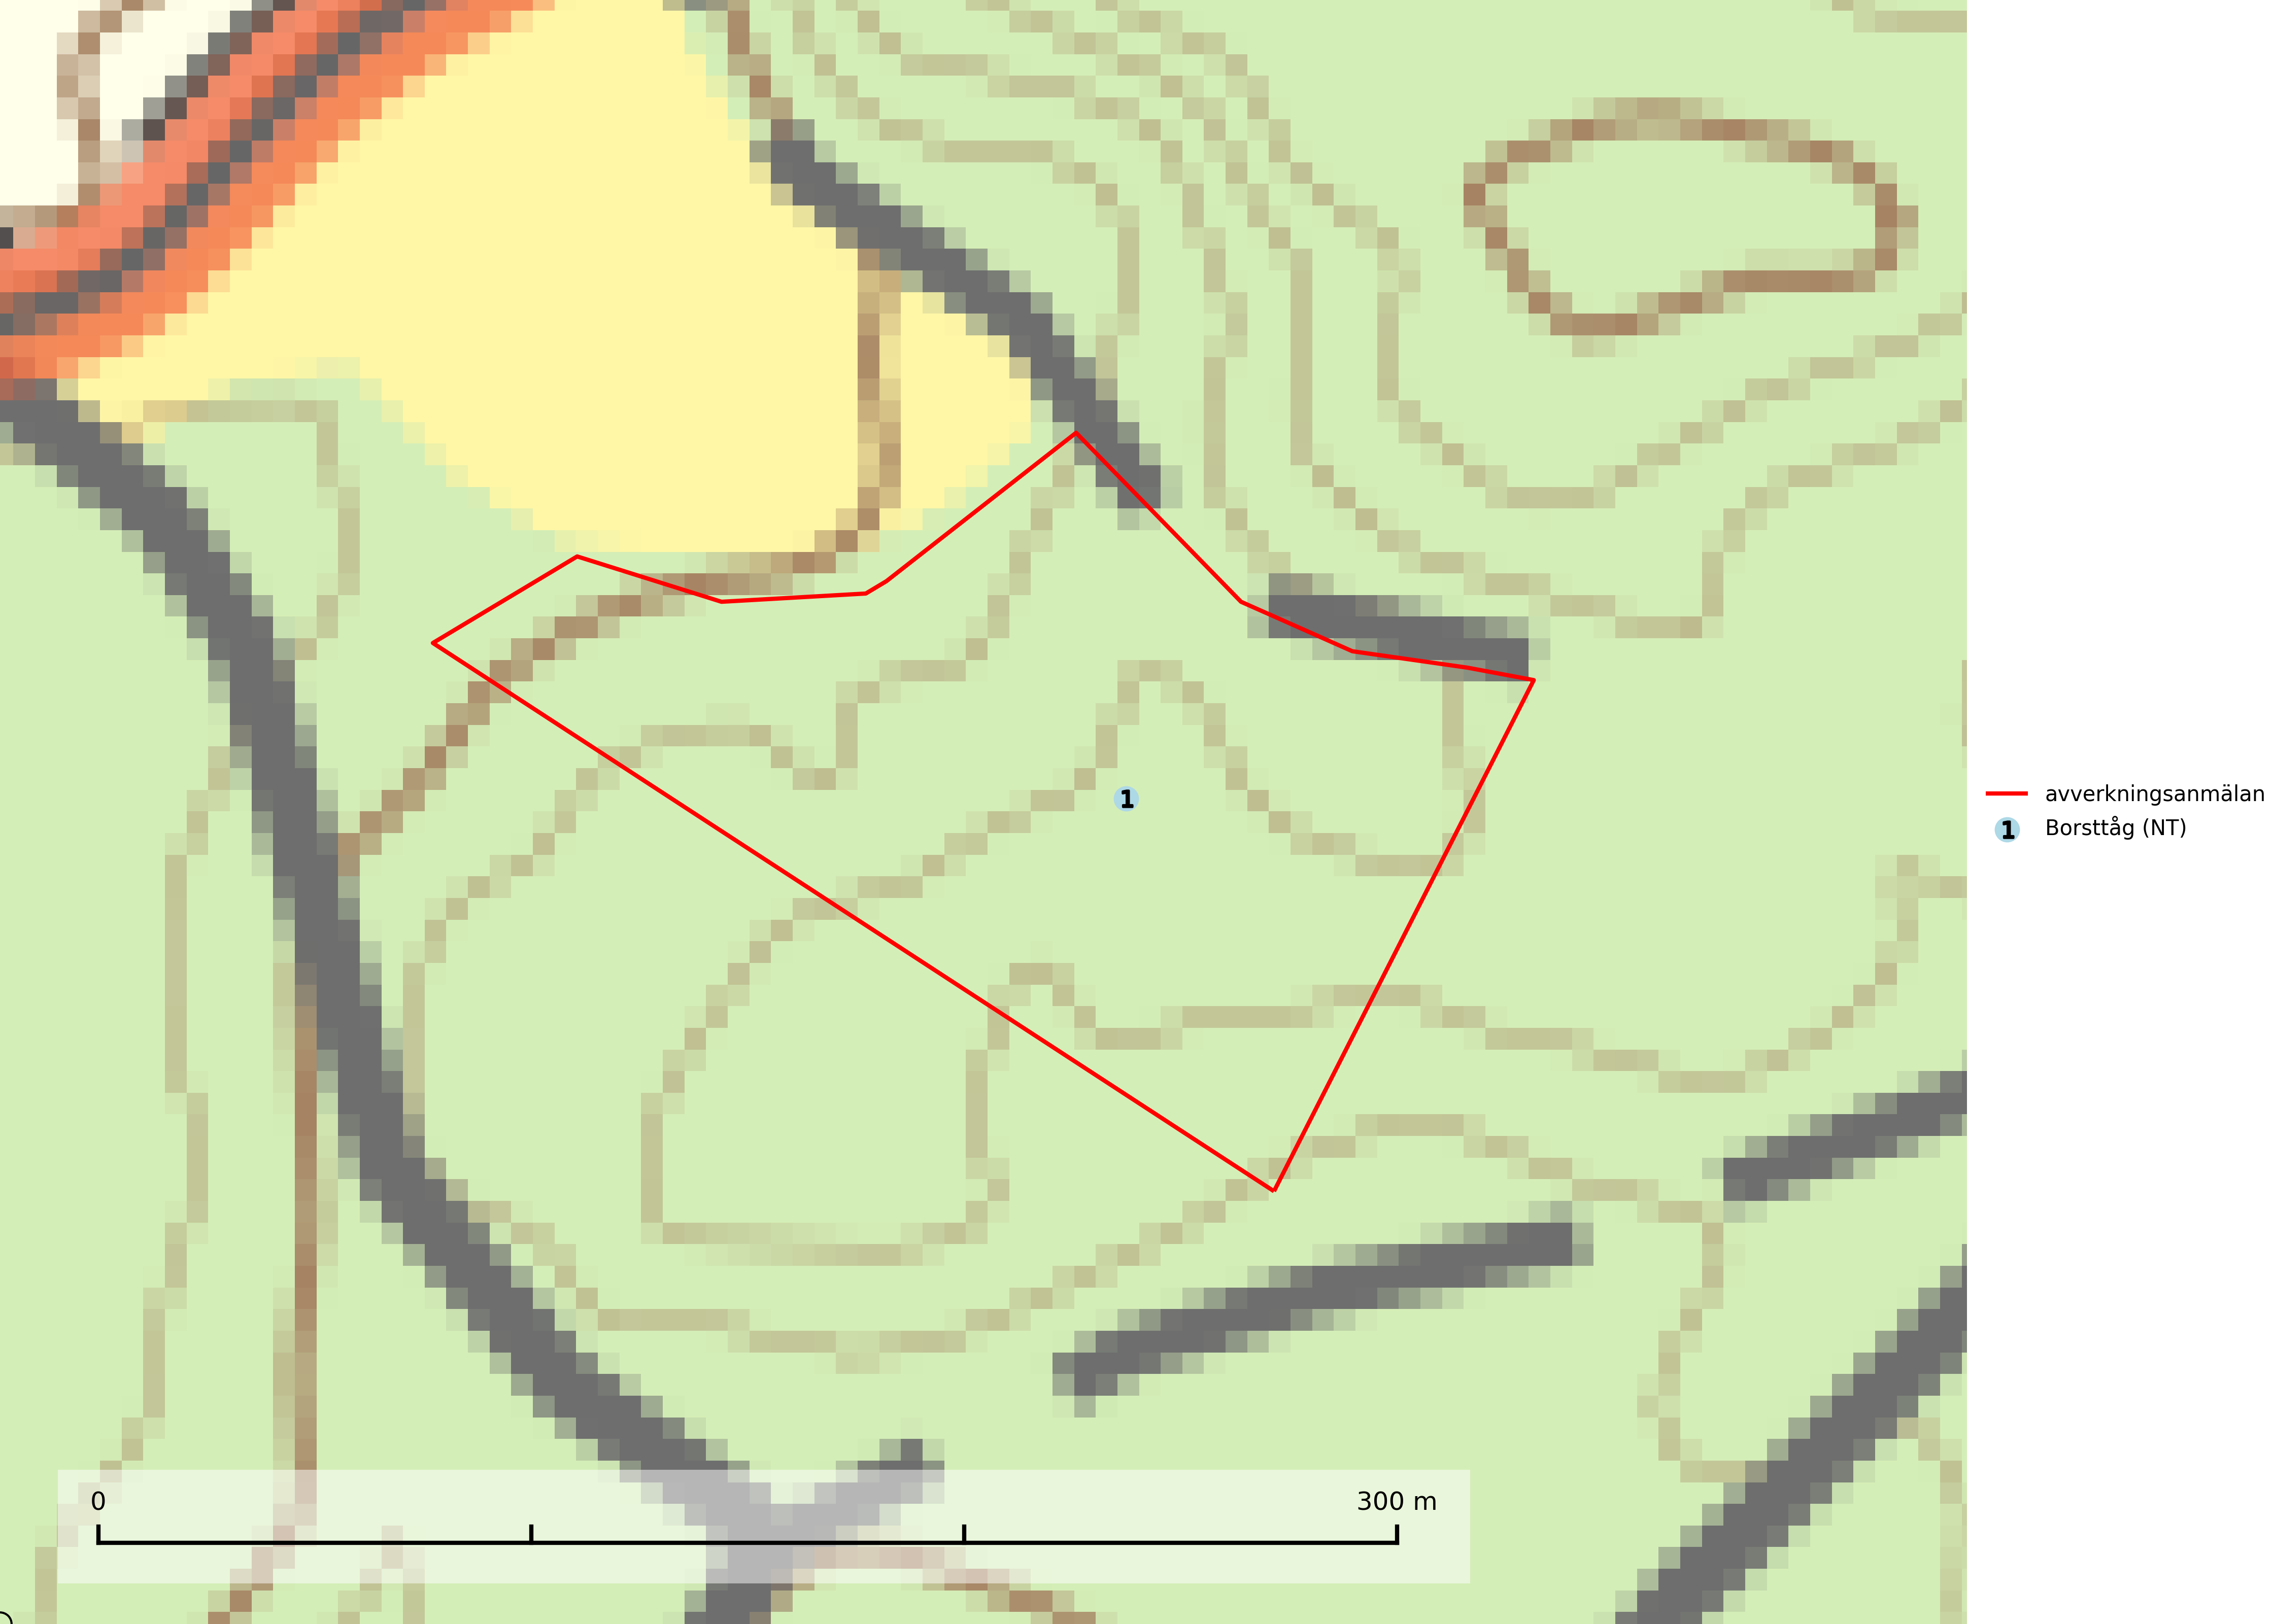 1
avverkningsanmälan
1 Borsttåg (NT)
0 300 m